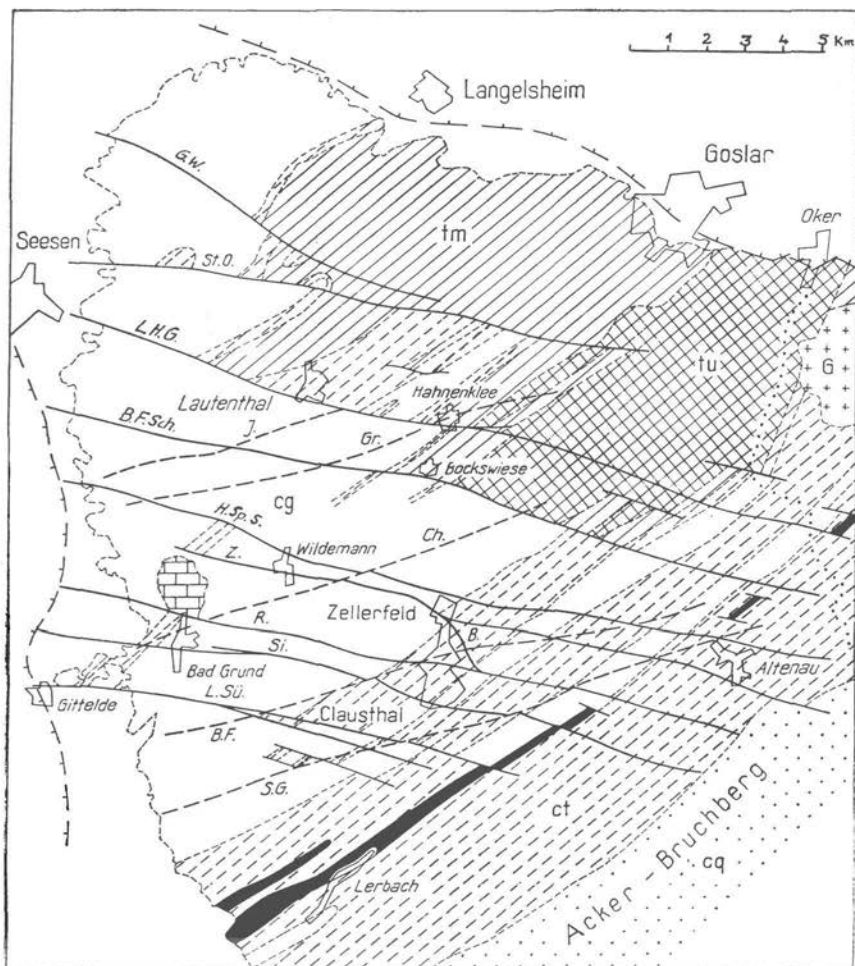 1 2 3 4 5 Km
Langelsheim
Goslar
Oker
G.W.
tm
Seesen
St.O.
L.H.G.
tu
G
Hahnenklee
Lautenthal
J.
Gr.
B.F.Sch.
Bockswiese
cg
H.Sp.S.
Ch.
Wildemann
Z.
Zellerfeld
R.
B.
Si.
Altenau
Bad Grund
L.Sü.
Gittelde
Clausthal
B.F.
S.G.
ct
Acker - Bruchberg
cq
Lerbach